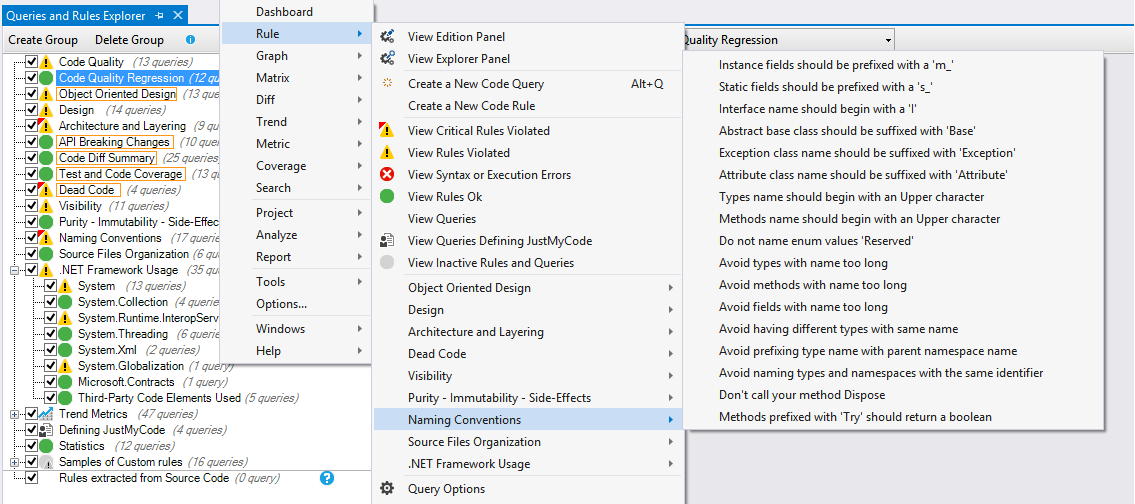 Queries and Rules Explorer
Create Group Delete Group
Code Quality (13 queries)
Code Quality Regression (12 qu
Object Oriented Design (13 que
Design (14 queries)
Architecture and Layering (9 q
API Breaking Changes (10 quer
Code Diff Summary (25 queries)
Test and Code Coverage (13 q
Dead Code (4 queries)
Visibility (11 queries)
Purity - Immutability - Side-Effects
Naming Conventions (17 queries)
Source Files Organization (6 qu
.NET Framework Usage (35 que
System (13 queries)
System.Collection (4 queries)
System.Runtime.InteropServ
System.Threading (6 queries)
System.Xml (2 queries)
System.Globalization (1 query)
Microsoft.Contracts (1 query)
Third-Party Code Elements Used (5 queries)
Trend Metrics (47 queries)
Defining JustMyCode (4 queries)
Statistics (12 queries)
Samples of Custom rules (16 queries)
Rules extracted from Source Code (0 query)
Dashboard
Rule
Graph
Matrix
Diff
Trend
Metric
Coverage
Search
Project
Analyze
Report
Tools
Options...
Windows
Help
View Edition Panel
View Explorer Panel
Create a New Code Query Alt+Q
Create a New Code Rule
View Critical Rules Violated
View Rules Violated
View Syntax or Execution Errors
View Rules Ok
View Queries
View Queries Defining JustMyCode
View Inactive Rules and Queries
Object Oriented Design
Design
Architecture and Layering
Dead Code
Visibility
Purity - Immutability - Side-Effects
Naming Conventions
Source Files Organization
.NET Framework Usage
Query Options
Quality Regression
Instance fields should be prefixed with a 'm_'
Static fields should be prefixed with a 's_'
Interface name should begin with a 'I'
Abstract base class should be suffixed with 'Base'
Exception class name should be suffixed with 'Exception'
Attribute class name should be suffixed with 'Attribute'
Types name should begin with an Upper character
Methods name should begin with an Upper character
Do not name enum values 'Reserved'
Avoid types with name too long
Avoid methods with name too long
Avoid fields with name too long
Avoid having different types with same name
Avoid prefixing type name with parent namespace name
Avoid naming types and namespaces with the same identifier
Don't call your method Dispose
Methods prefixed with 'Try' should return a boolean